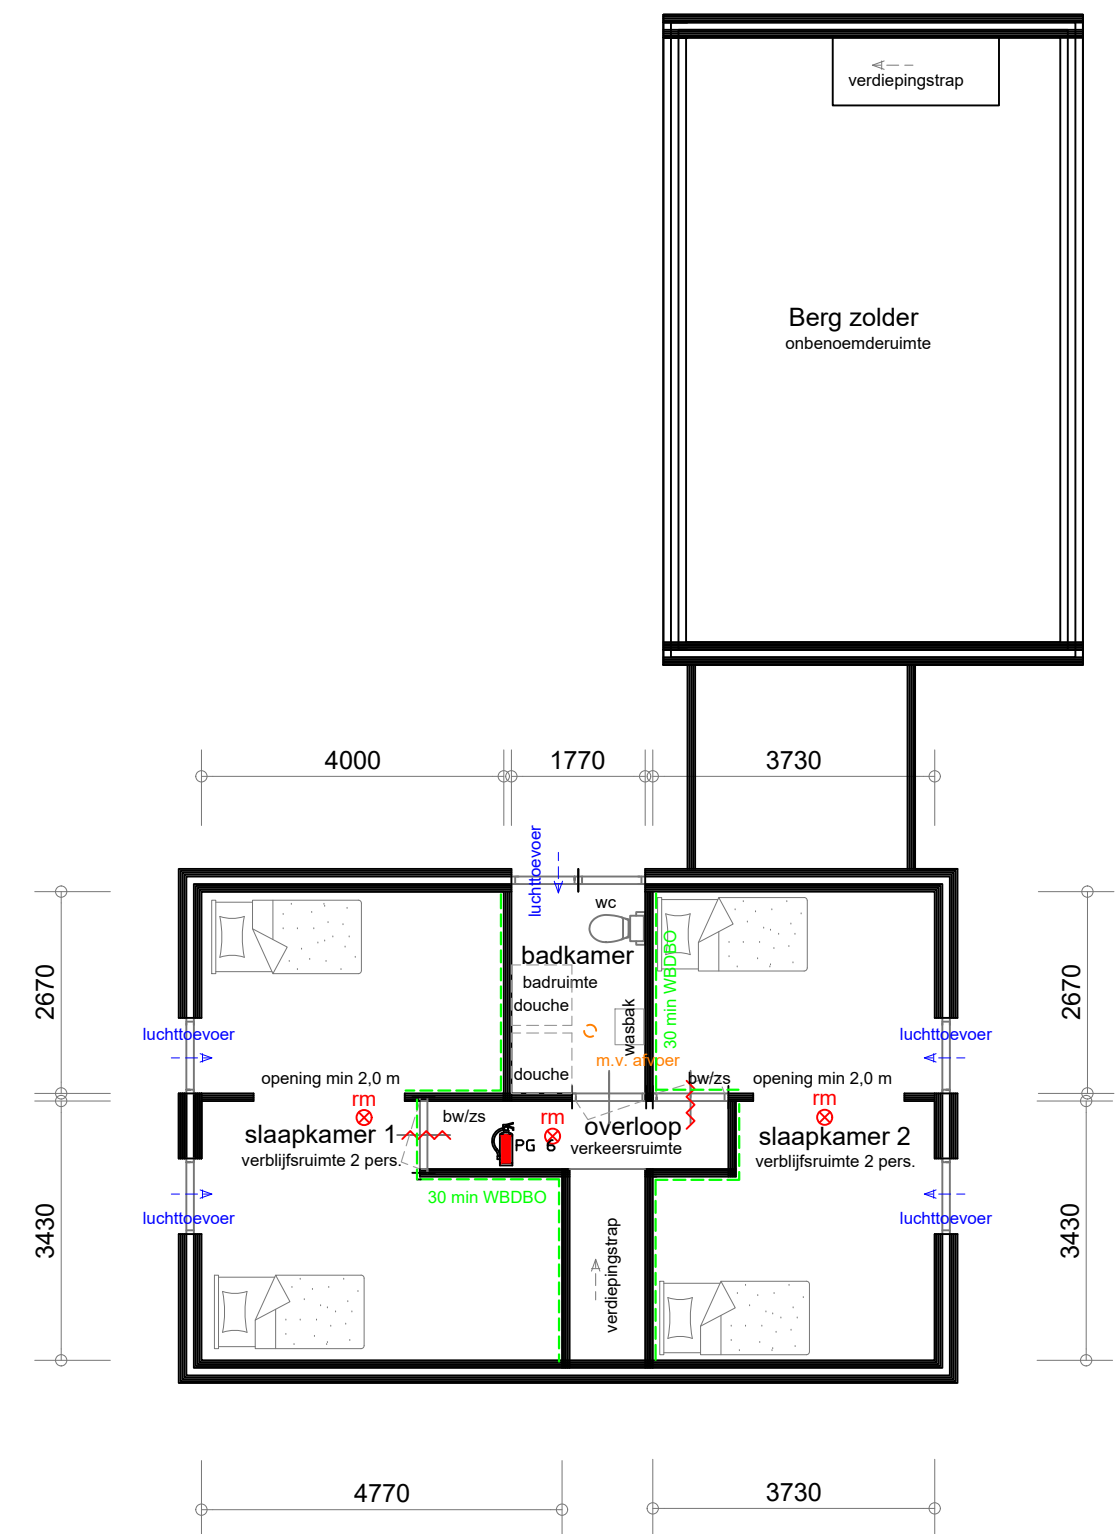 verdiepingstrap
Berg zolder
onbenoemderuimte
4000
1770
3730
luchttoevoer
wc
badkamer
badruimte
douche
wasbak
30 min WBDBO
2670
2670
luchttoevoer
luchttoevoer
m.v. afvoer
douche
opening min 2,0 m
bw/zs
opening min 2,0 m
rm
bw/zs
rm
rm
slaapkamer 1
verblijfsruimte 2 pers.
PG 6
overloop
verkeersruimte
slaapkamer 2
verblijfsruimte 2 pers.
30 min WBDBO
luchttoevoer
luchttoevoer
3430
3430
verdiepingstrap
4770
3730